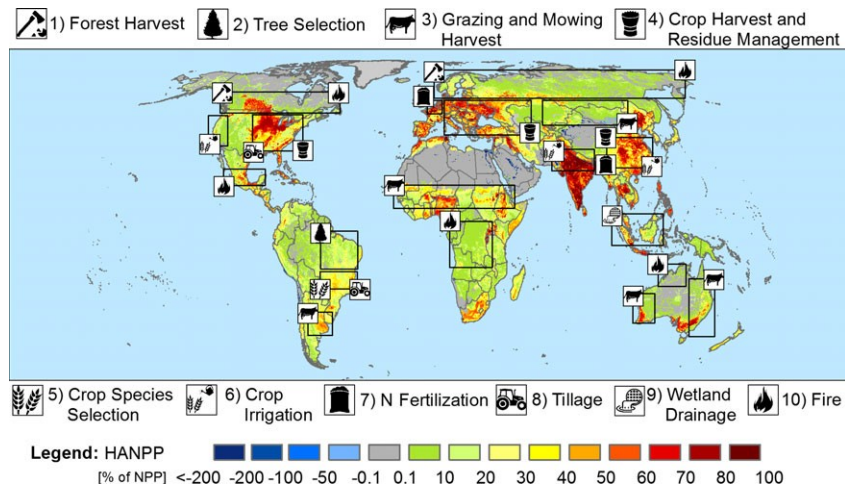 1) Forest Harvest
2) Tree Selection
3) Grazing and Mowing
Harvest
4) Crop Harvest and
Residue Management
5) Crop Species
Selection
6) Crop
Irrigation
7) N Fertilization
8) Tillage
9) Wetland
Drainage
10) Fire
Legend: HANPP
[% of NPP] <-200 -200 -100 -50 -0.1 0.1 10 20 30 40 50 60 70 80 100